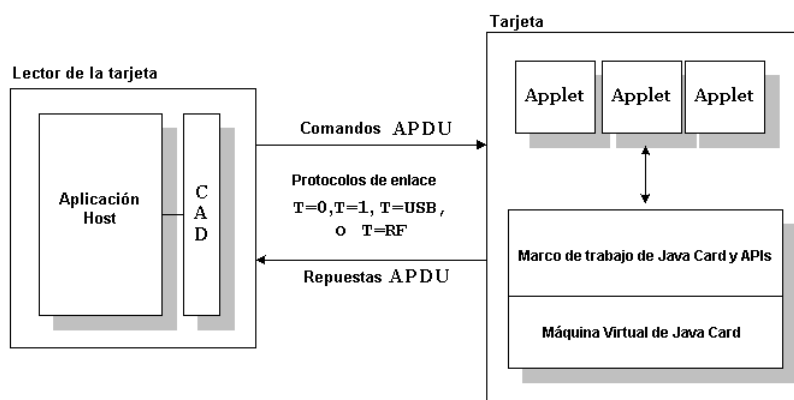 Tarjeta
Lector de la tarjeta
Applet
Applet
Applet
Comandos APDU
Aplicación
Host
C
A
D
Protocolos de enlace
T=0,T=1, T=USB,
o T=RF
Repuestas APDU
Marco de trabajo de Java Card y APIs
Máquina Virtual de Java Card